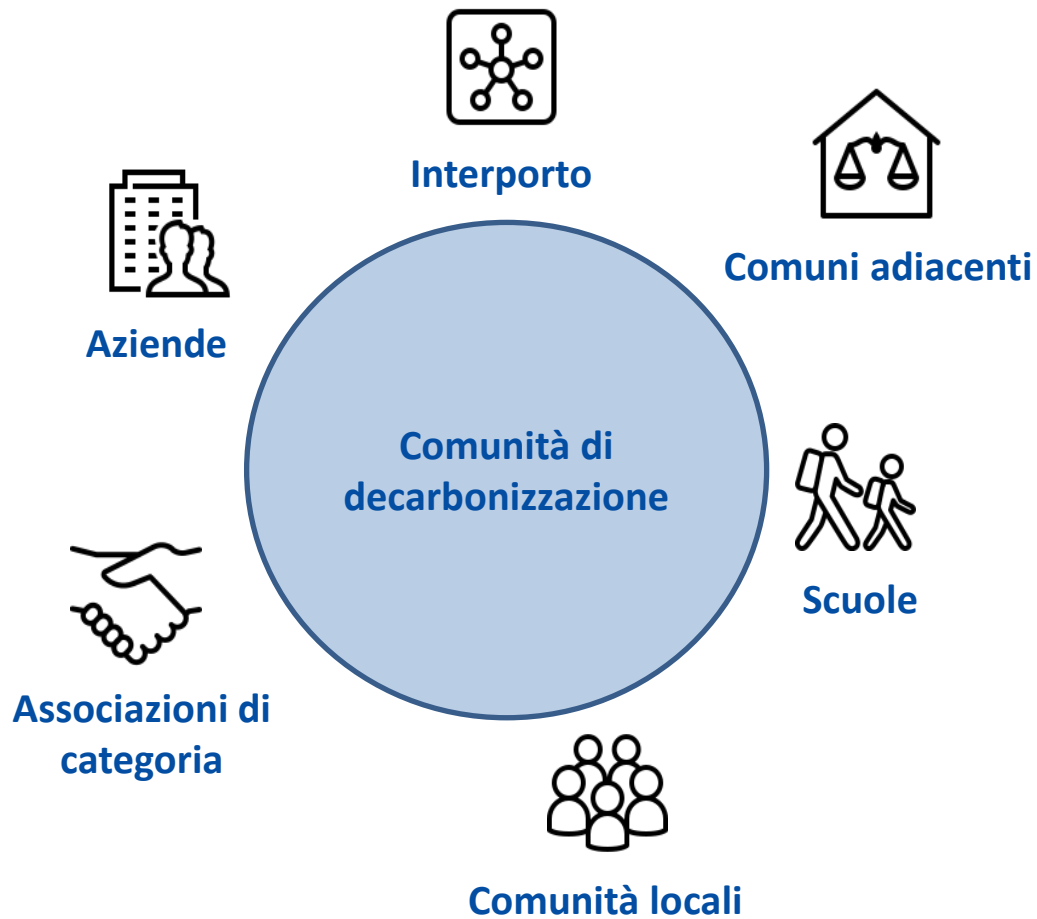 Interporto
Comuni adiacenti
Aziende
Comunità di
decarbonizzazione
Scuole
Associazioni di
categoria
Comunità locali